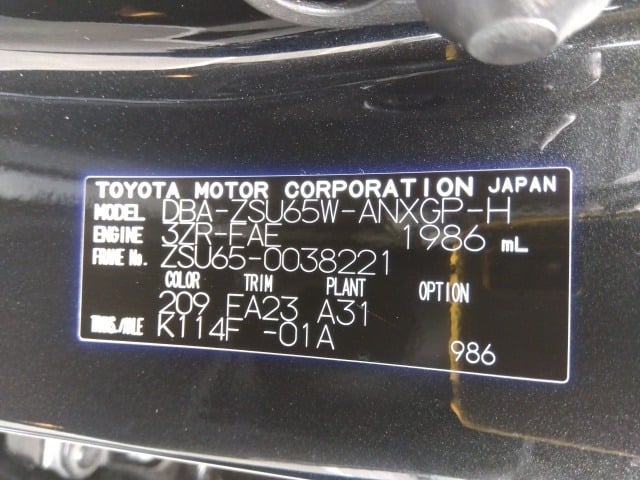 TOYOTA MOTOR CORPORATION JAPAN
MODEL DBA-ZSU65W-ANXGP-H
ENGINE 3ZR-FAE 1986 mL
FRAME No. ZSU65-0038221
COLOR TRIM PLANT OPTION
209 FA23 A31
TRANS./AXLE K114F -01A
986